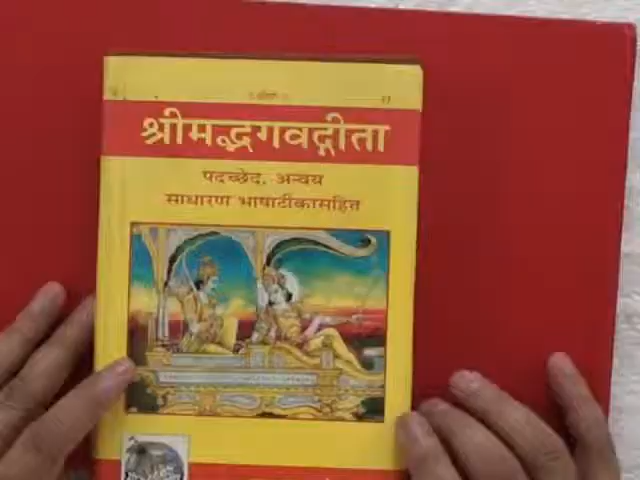 श्रीमद्भगवद्गीता
पदच्छेद, अन्वय
साधारण भाषाटीकासहित